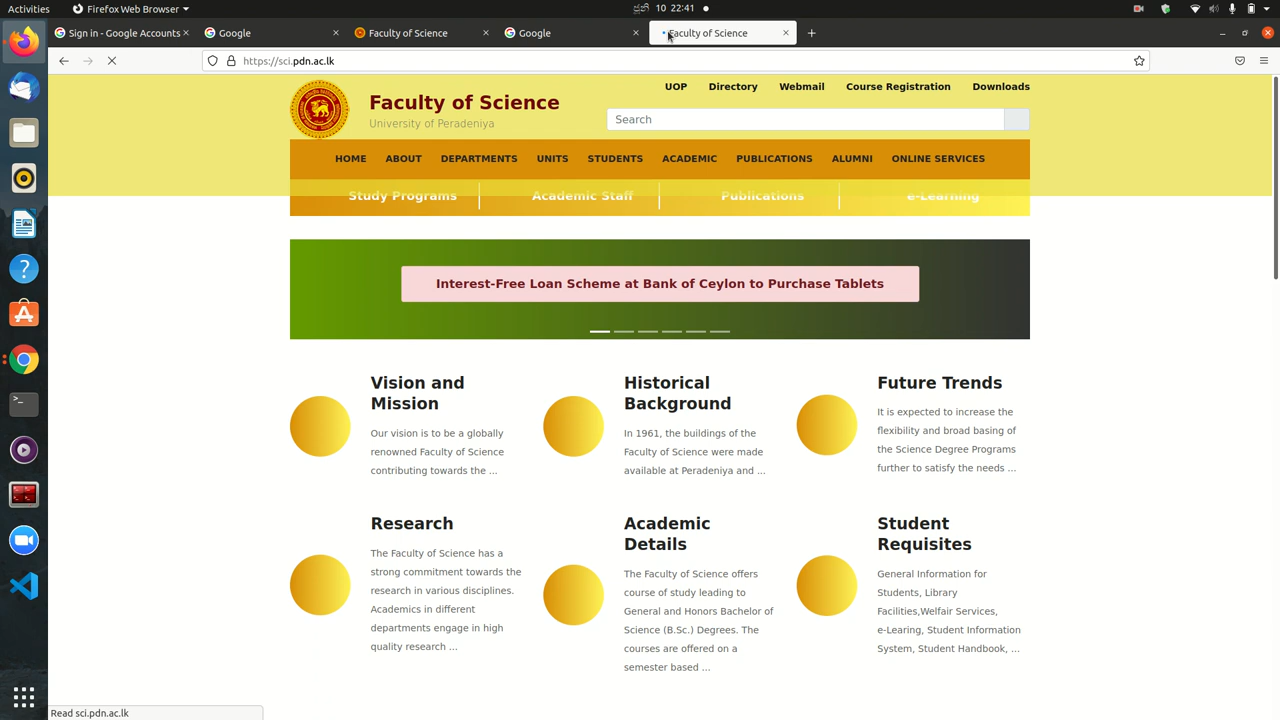 Activities
Firefox Web Browser
10 22:41
Sign in - Google Accounts
Google
Faculty of Science
Google
Faculty of Science
https://sci.pdn.ac.lk
UOP Directory Webmail Course Registration Downloads
Faculty of Science
University of Peradeniya
Search
HOME ABOUT DEPARTMENTS UNITS STUDENTS ACADEMIC PUBLICATIONS ALUMNI ONLINE SERVICES
Study Programs Academic Staff Publications e-Learning
Interest-Free Loan Scheme at Bank of Ceylon to Purchase Tablets
Vision and
Mission
Our vision is to be a globally
renowned Faculty of Science
contributing towards the ...
Historical
Background
In 1961, the buildings of the
Faculty of Science were made
available at Peradeniya and ...
Future Trends
It is expected to increase the
flexibility and broad basing of
the Science Degree Programs
further to satisfy the needs ...
Research
The Faculty of Science has a
strong commitment towards the
research in various disciplines.
Academics in different
departments engage in high
quality research ...
Academic
Details
The Faculty of Science offers
course of study leading to
General and Honors Bachelor of
Science (B.Sc.) Degrees. The
courses are offered on a
semester based ...
Student
Requisites
General Information for
Students, Library
Facilities,Welfair Services,
e-Learing, Student Information
System, Student Handbook, ...
Read sci.pdn.ac.lk